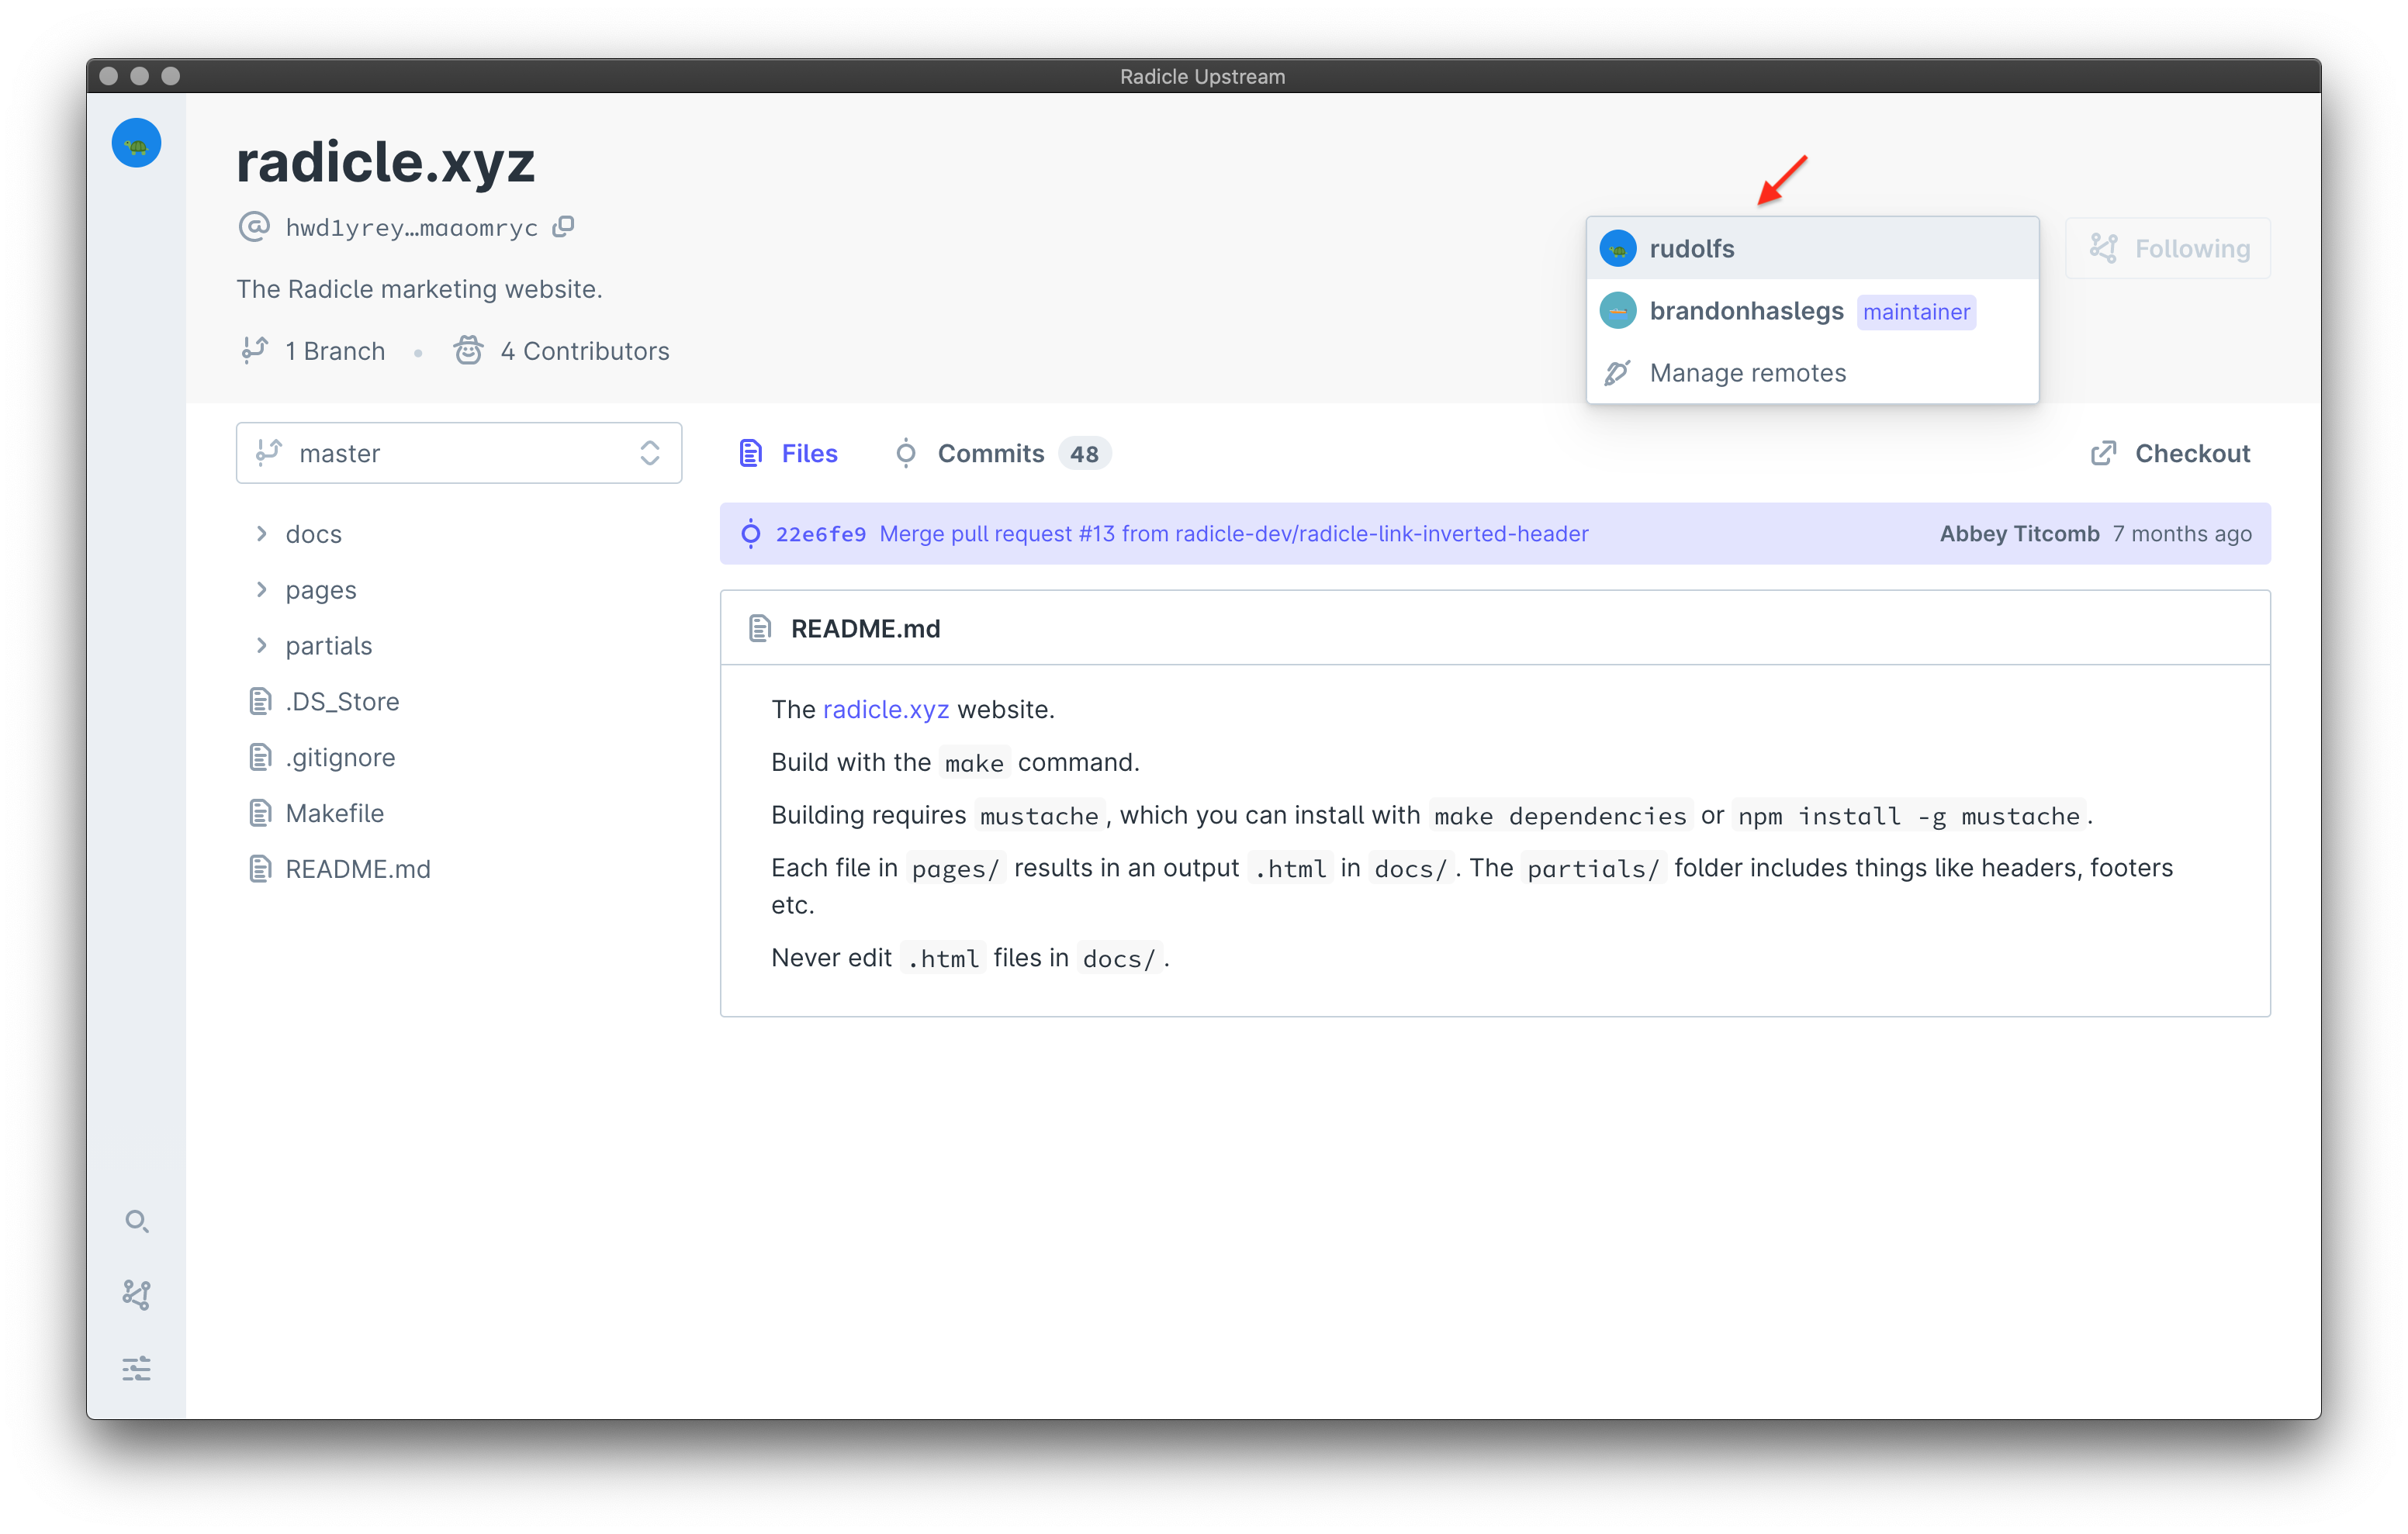 Radicle Upstream
radicle.xyz
hwd1yrey…maaomryc
The Radicle marketing website.
1 Branch • 4 Contributors
rudolfs
brandonhaslegs maintainer
Manage remotes
Following
master
Files Commits 48 Checkout
docs
pages
partials
.DS_Store
.gitignore
Makefile
README.md
22e6fe9 Merge pull request #13 from radicle-dev/radicle-link-inverted-header Abbey Titcomb 7 months ago
README.md
The radicle.xyz website.
Build with the make command.
Building requires mustache, which you can install with make dependencies or npm install -g mustache.
Each file in pages/ results in an output .html in docs/. The partials/ folder includes things like headers, footers
etc.
Never edit .html files in docs/.